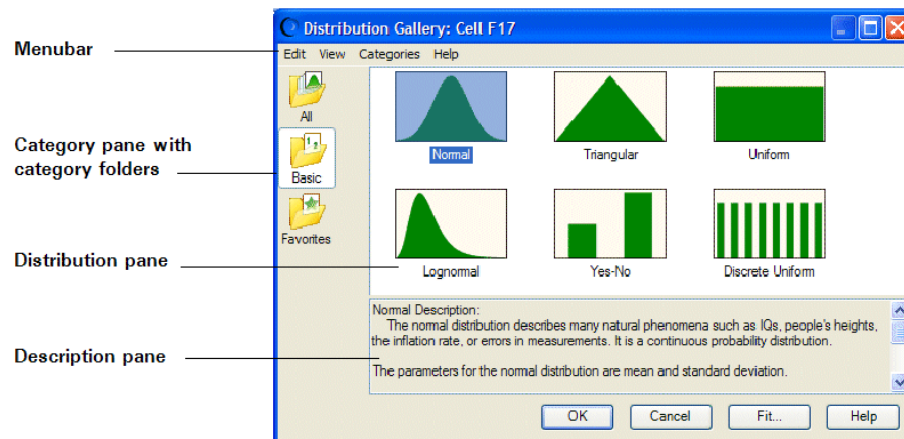 Distribution Gallery: Cell F17
Menubar
Edit View Categories Help
All
Category pane with
category folders
Basic
Favorites
Normal
Triangular
Uniform
Distribution pane
Lognormal
Yes-No
Discrete Uniform
Description pane
Normal Description:
The normal distribution describes many natural phenomena such as IQs, people's heights,
the inflation rate, or errors in measurements. It is a continuous probability distribution.
The parameters for the normal distribution are mean and standard deviation.
OK
Cancel
Fit...
Help